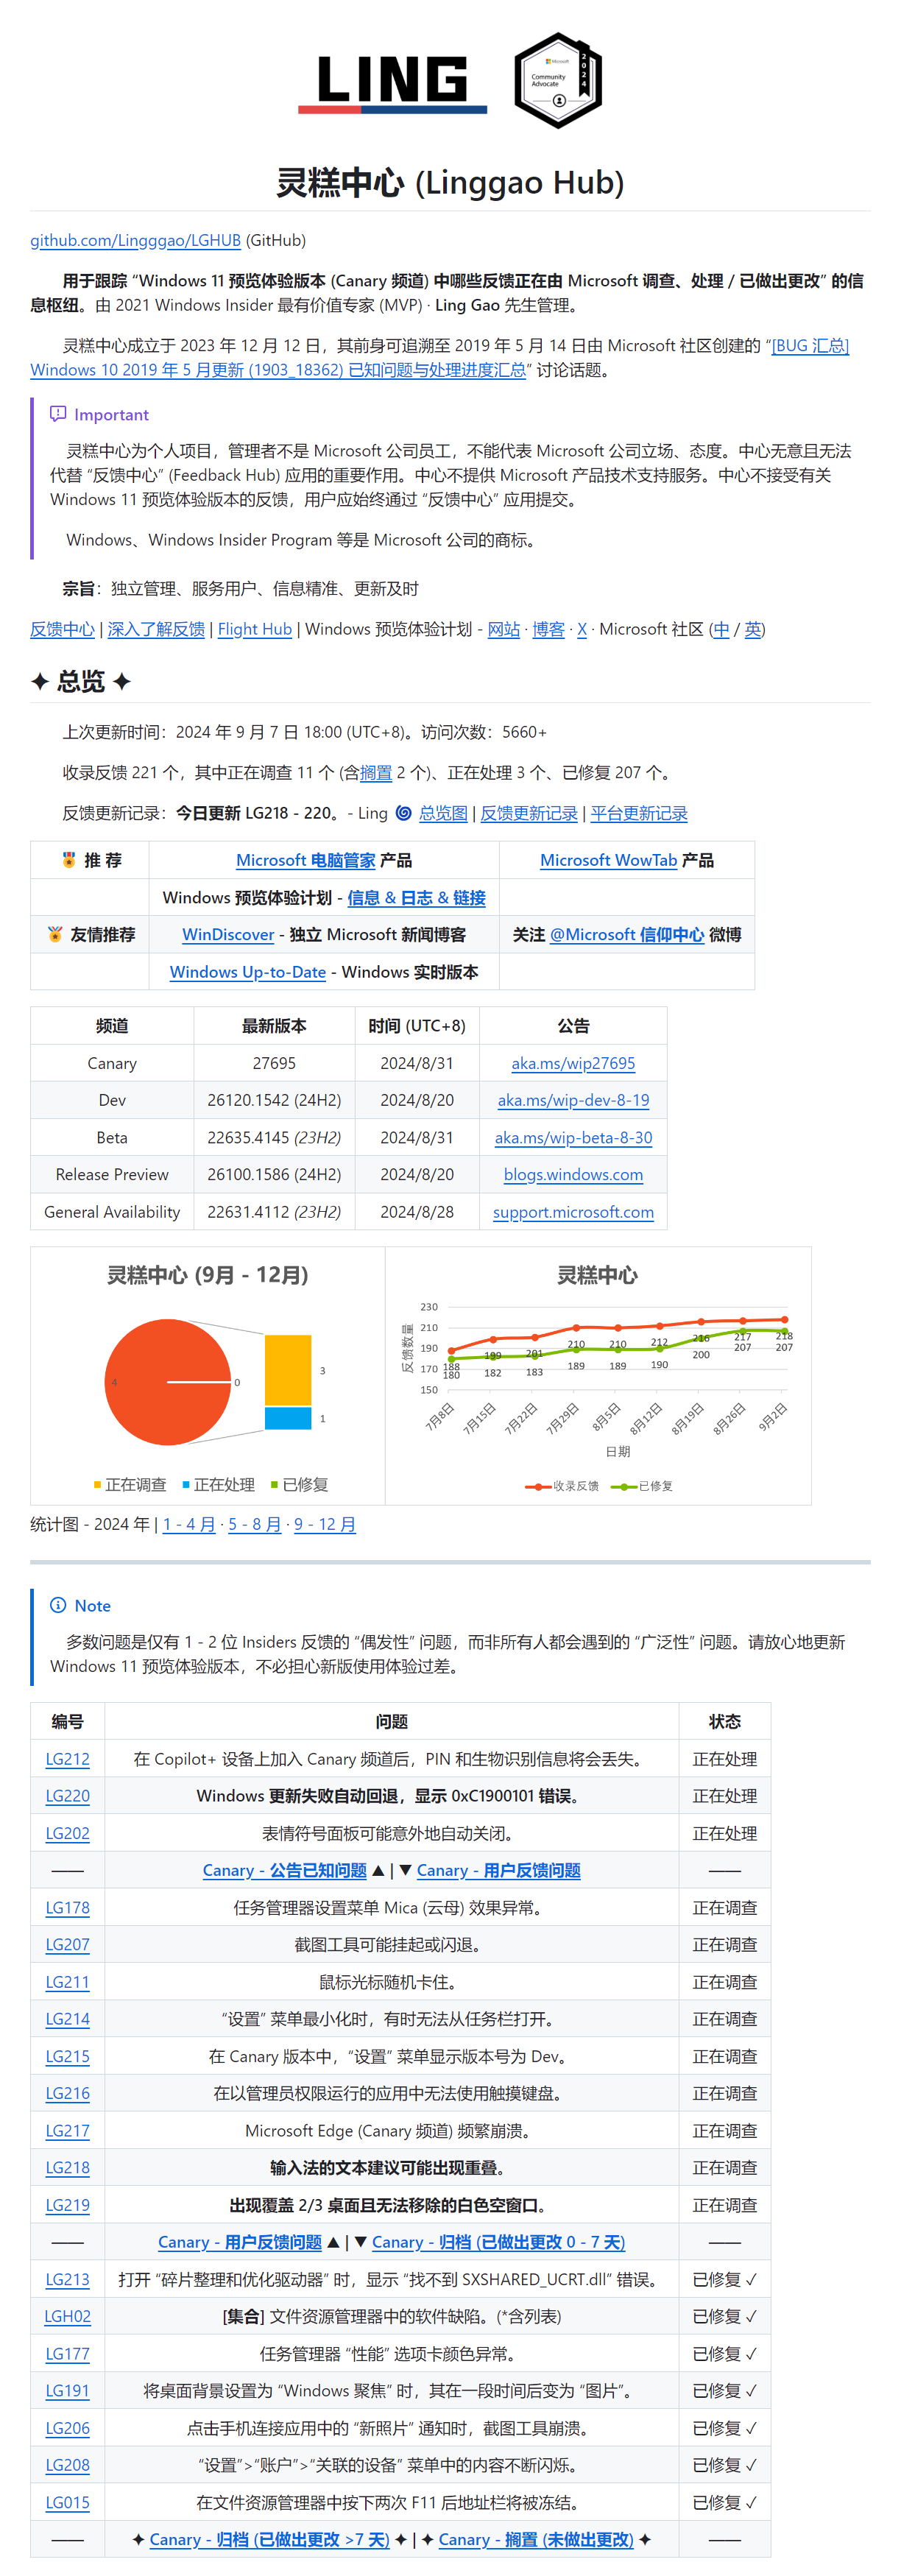 LING
Microsoft
Community
Advocate
2024
灵糕中心 (Linggao Hub)
github.com/Lingggao/LGHUB (GitHub)
用于跟踪 “Windows 11 预览体验版本 (Canary 频道) 中哪些反馈正在由 Microsoft 调查、处理 / 已做出更改” 的信
息枢纽。由 2021 Windows Insider 最有价值专家 (MVP) · Ling Gao 先生管理。
灵糕中心成立于 2023 年 12 月 12 日，其前身可追溯至 2019 年 5 月 14 日由 Microsoft 社区创建的 “[BUG 汇总]
Windows 10 2019 年 5 月更新 (1903_18362) 已知问题与处理进度汇总” 讨论话题。
Important
灵糕中心为个人项目，管理者不是 Microsoft 公司员工，不能代表 Microsoft 公司立场、态度。中心无意且无法
代替 “反馈中心” (Feedback Hub) 应用的重要作用。中心不提供 Microsoft 产品技术支持服务。中心不接受有关
Windows 11 预览体验版本的反馈，用户应始终通过 “反馈中心” 应用提交。
Windows、Windows Insider Program 等是 Microsoft 公司的商标。
宗旨：独立管理、服务用户、信息精准、更新及时
反馈中心 | 深入了解反馈 | Flight Hub | Windows 预览体验计划 - 网站 · 博客 · X · Microsoft 社区 (中 / 英)
✦ 总览 ✦
上次更新时间：2024 年 9 月 7 日 18:00 (UTC+8)。访问次数：5660+
收录反馈 221 个，其中正在调查 11 个 (含搁置 2 个)、正在处理 3 个、已修复 207 个。
反馈更新记录：今日更新 LG218 - 220。- Ling 🌀 总览图 | 反馈更新记录 | 平台更新记录
🏅 推 荐 Microsoft 电脑管家 产品 Microsoft WowTab 产品
Windows 预览体验计划 - 信息 & 日志 & 链接
🏅 友情推荐 WinDiscover - 独立 Microsoft 新闻博客 关注 @Microsoft 信仰中心 微博
Windows Up-to-Date - Windows 实时版本
频道 最新版本 时间 (UTC+8) 公告
Canary 27695 2024/8/31 aka.ms/wip27695
Dev 26120.1542 (24H2) 2024/8/20 aka.ms/wip-dev-8-19
Beta 22635.4145 (23H2) 2024/8/31 aka.ms/wip-beta-8-30
Release Preview 26100.1586 (24H2) 2024/8/20 blogs.windows.com
General Availability 22631.4112 (23H2) 2024/8/28 support.microsoft.com
灵糕中心 (9月 - 12月)
4 0 3
1
正在调查 正在处理 已修复
灵糕中心
反馈数量
230
210
190
170
150
188 199 201 210 210 212 216 217 218
180 182 183 189 189 190 200 207 207
7月8日 7月15日 7月22日 7月29日 8月5日 8月12日 8月19日 8月26日 9月2日
日期
收录反馈 已修复
统计图 - 2024 年 | 1 - 4 月 · 5 - 8 月 · 9 - 12 月
Note
多数问题是仅有 1 - 2 位 Insiders 反馈的 “偶发性” 问题，而非所有人都会遇到的 “广泛性” 问题。请放心地更新
Windows 11 预览体验版本，不必担心新版使用体验过差。
编号 问题 状态
LG212 在 Copilot+ 设备上加入 Canary 频道后，PIN 和生物识别信息将会丢失。 正在处理
LG220 Windows 更新失败自动回退，显示 0xC1900101 错误。 正在处理
LG202 表情符号面板可能意外地自动关闭。 正在处理
—— Canary - 公告已知问题 ▲ | ▼ Canary - 用户反馈问题 ——
LG178 任务管理器设置菜单 Mica (云母) 效果异常。 正在调查
LG207 截图工具可能挂起或闪退。 正在调查
LG211 鼠标光标随机卡住。 正在调查
LG214 “设置” 菜单最小化时，有时无法从任务栏打开。 正在调查
LG215 在 Canary 版本中，“设置” 菜单显示版本号为 Dev。 正在调查
LG216 在以管理员权限运行的应用中无法使用触摸键盘。 正在调查
LG217 Microsoft Edge (Canary 频道) 频繁崩溃。 正在调查
LG218 输入法的文本建议可能出现重叠。 正在调查
LG219 出现覆盖 2/3 桌面且无法移除的白色空窗口。 正在调查
—— Canary - 用户反馈问题 ▲ | ▼ Canary - 归档 (已做出更改 0 - 7 天) ——
LG213 打开 “碎片整理和优化驱动器” 时，显示 “找不到 SXSHARED_UCRT.dll” 错误。 已修复 ✓
LGH02 [集合] 文件资源管理器中的软件缺陷。(*含列表) 已修复 ✓
LG177 任务管理器 “性能” 选项卡颜色异常。 已修复 ✓
LG191 将桌面背景设置为 “Windows 聚焦” 时，其在一段时间后变为 “图片”。 已修复 ✓
LG206 点击手机连接应用中的 “新照片” 通知时，截图工具崩溃。 已修复 ✓
LG208 “设置”>“账户”>“关联的设备” 菜单中的内容不断闪烁。 已修复 ✓
LG015 在文件资源管理器中按下两次 F11 后地址栏将被冻结。 已修复 ✓
—— ✦ Canary - 归档 (已做出更改 >7 天) ✦ | ✦ Canary - 搁置 (未做出更改) ✦ ——